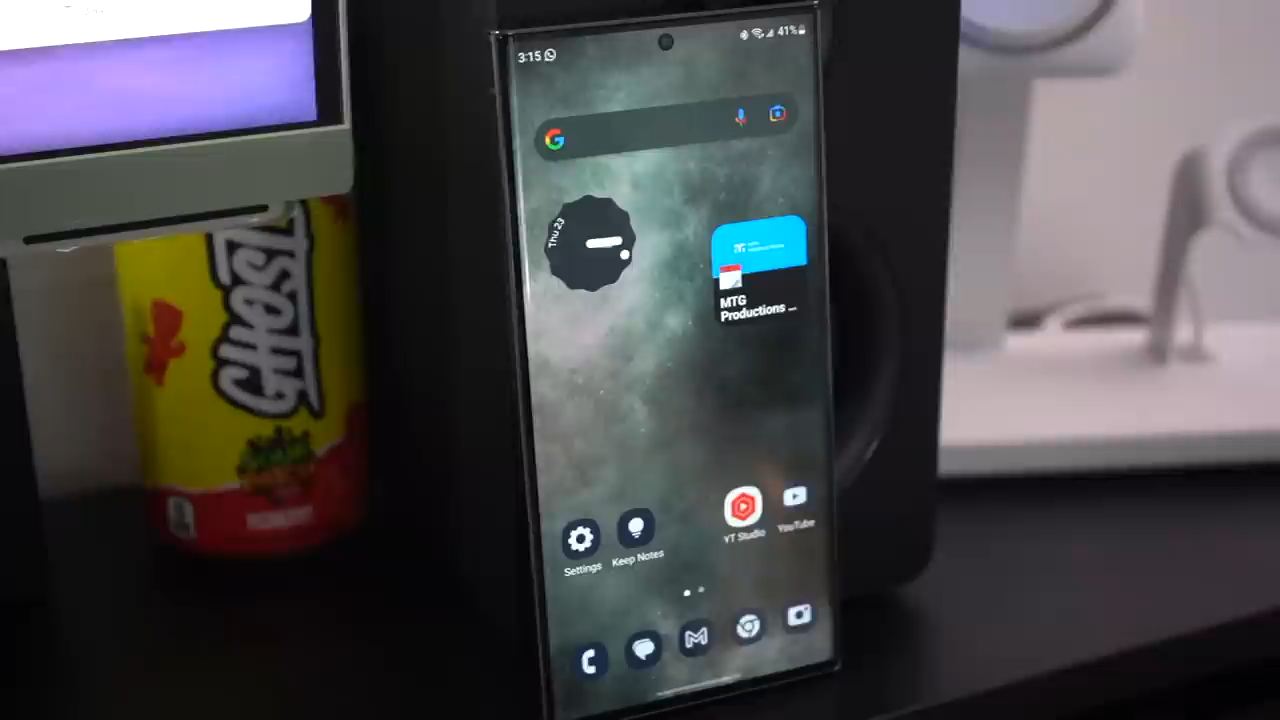 3:15
41%
G
Thu 23
MTG
Productions ...
GHOST
Settings
Keep Notes
YT Studio
YouTube